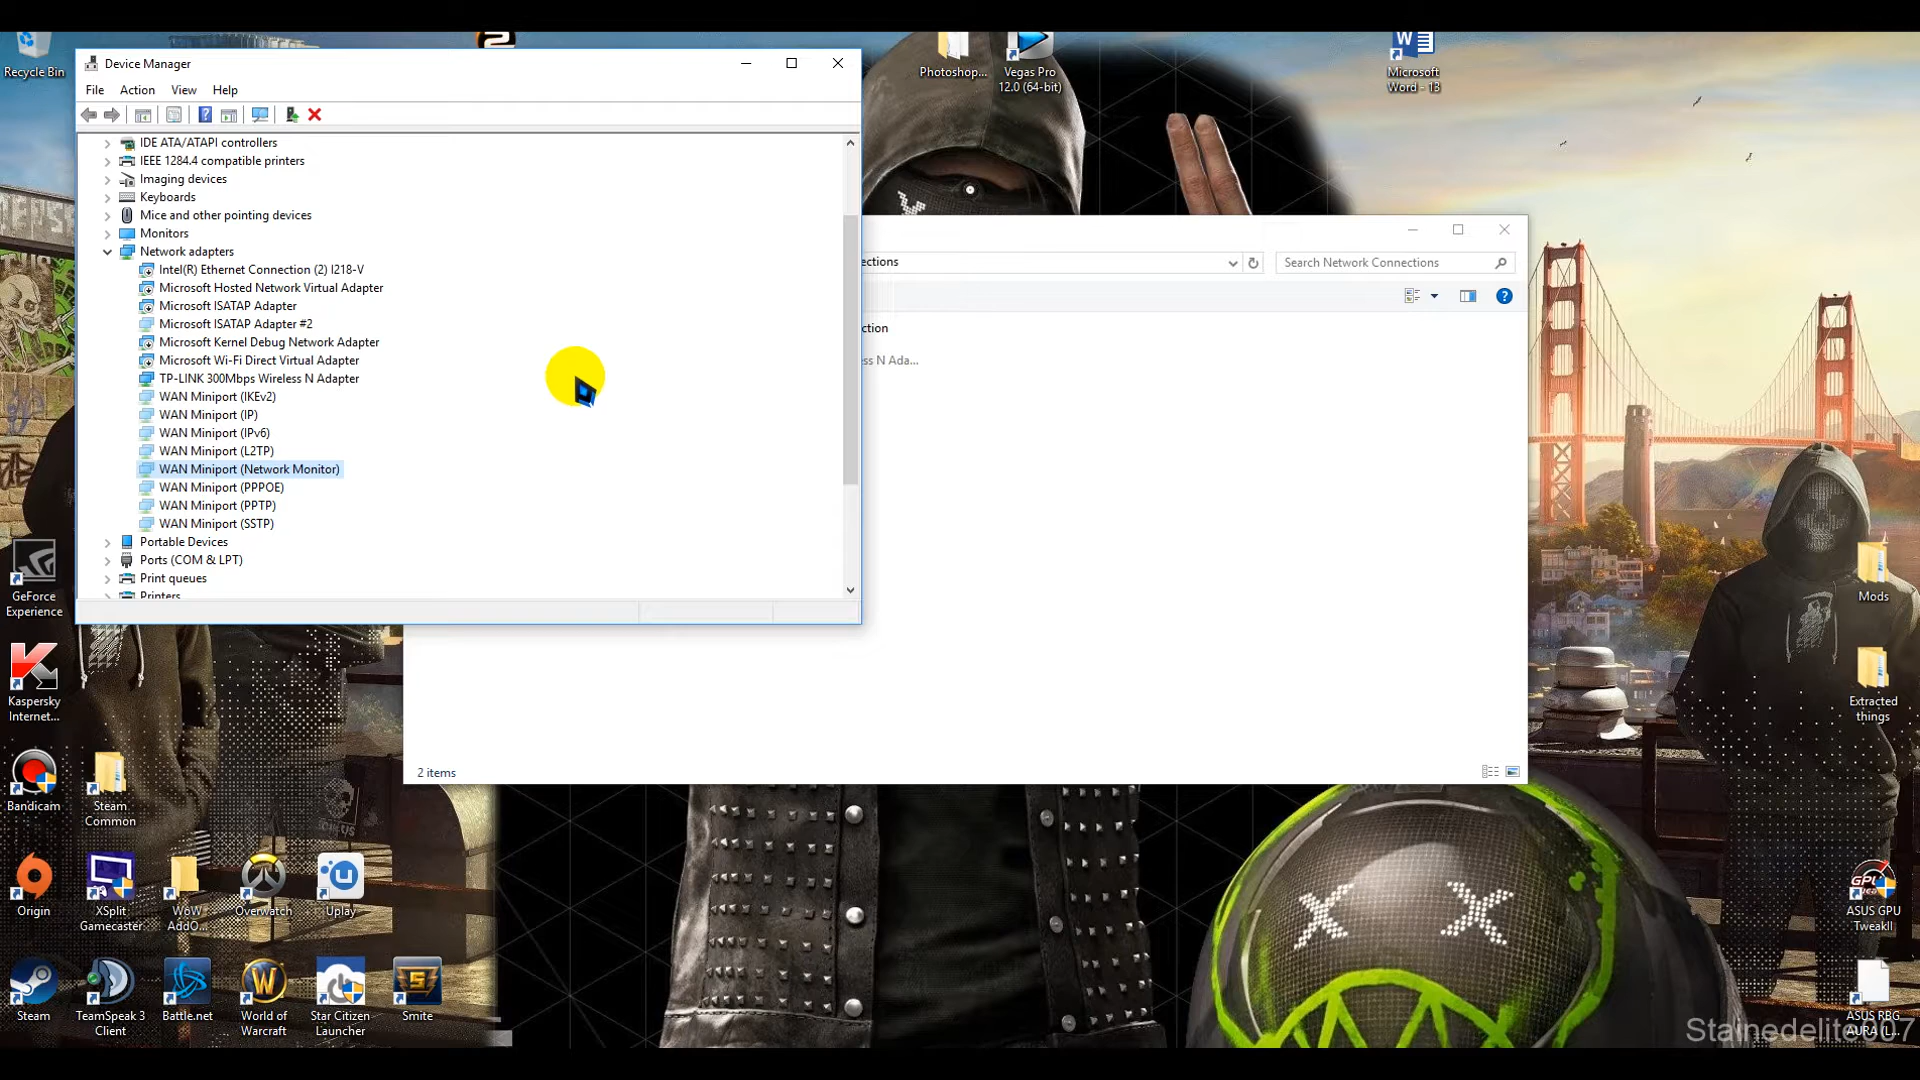 Recycle Bin
Device Manager
File Action View Help
IDE ATA/ATAPI controllers
IEEE 1284.4 compatible printers
Imaging devices
Keyboards
Mice and other pointing devices
Monitors
Network adapters
Intel(R) Ethernet Connection (2) I218-V
Microsoft Hosted Network Virtual Adapter
Microsoft ISATAP Adapter
Microsoft ISATAP Adapter #2
Microsoft Kernel Debug Network Adapter
Microsoft Wi-Fi Direct Virtual Adapter
TP-LINK 300Mbps Wireless N Adapter
WAN Miniport (IKEv2)
WAN Miniport (IP)
WAN Miniport (IPv6)
WAN Miniport (L2TP)
WAN Miniport (Network Monitor)
WAN Miniport (PPPOE)
WAN Miniport (PPTP)
WAN Miniport (SSTP)
Portable Devices
Ports (COM & LPT)
Print queues
Printers
Photoshop...
Vegas Pro
12.0 (64-bit)
Microsoft
Word - 13
ections
Search Network Connections
ction
ess N Ada...
2 items
GeForce
Experience
Kaspersky
Internet...
Bandicam
Steam
Common
Origin
XSplit
Gamecaster
WoW
AddO...
Overwatch
Uplay
Steam
TeamSpeak 3
Client
Battle.net
World of
Warcraft
Star Citizen
Launcher
Smite
Mods
Extracted
things
ASUS GPU
TweakII
ASUS RBG
AURA (L...